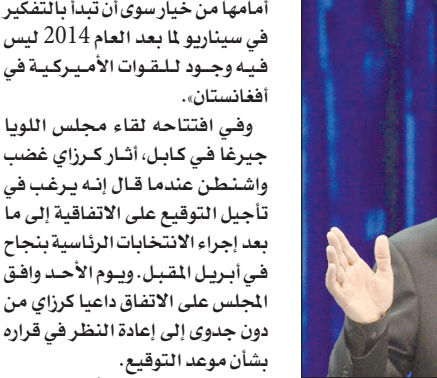 أمامها من خيار سوى أن تبدأ بالتفكير
في سيناريو لما بعد العام 2014 ليس
فيه وجود للقوات الأميركية في
أفغانستان».
وفي افتتاحه لقاء مجلس اللويا
جيرغا في كابل، أثار كرزاي غضب
واشنطن عندما قال إنه يرغب في
تأجيل التوقيع على الاتفاقية إلى ما
بعد إجراء الانتخابات الرئاسية بنجاح
في أبريل المقبل. ويوم الأحد وافق
المجلس على الاتفاق داعيا كرزاي من
دون جدوى إلى إعادة النظر في قراره
بشأن موعد التوقيع.